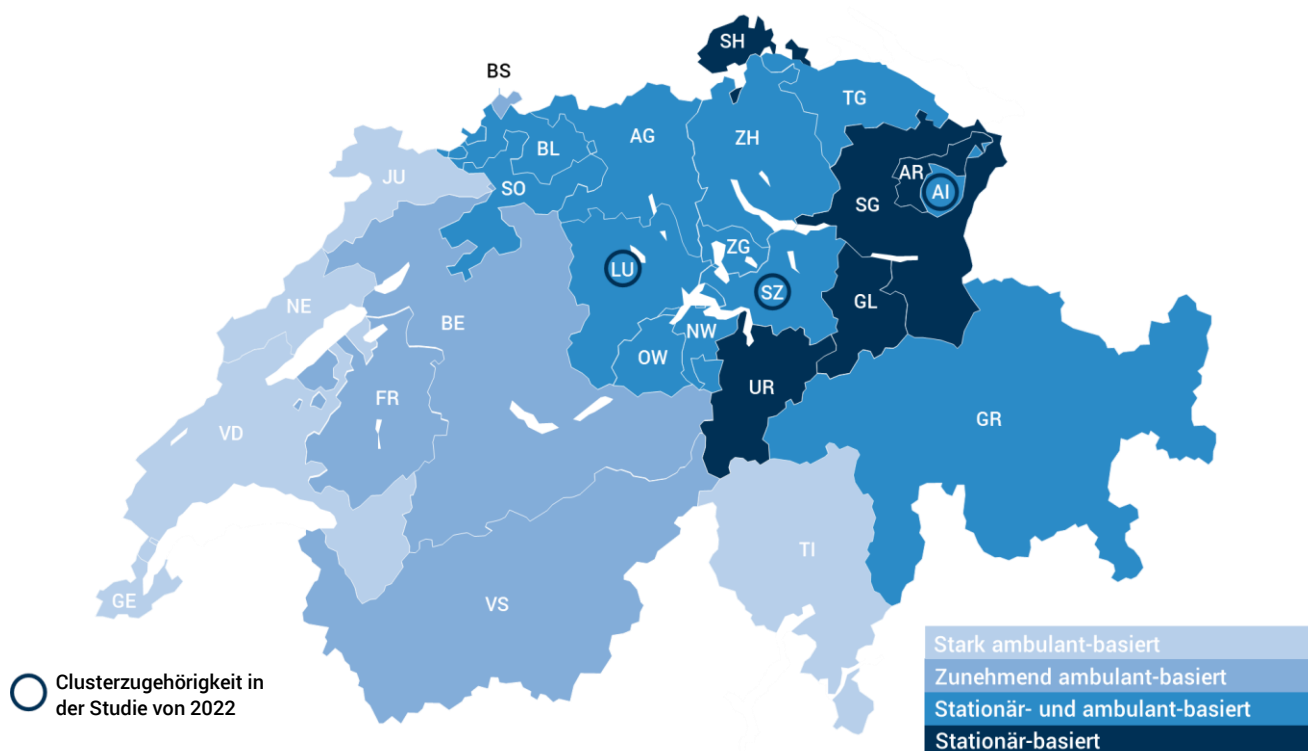 SH
BS
TG
AG
ZH
BL
AR
JU
AI
SO
SG
ZG
LU
SZ
GL
NE
BE
NW
OW
UR
FR
GR
VD
TI
GE
VS
Stark ambulant-basiert
Zunehmend ambulant-basiert
Stationär- und ambulant-basiert
Stationär-basiert
Clusterzugehörigkeit in
der Studie von 2022